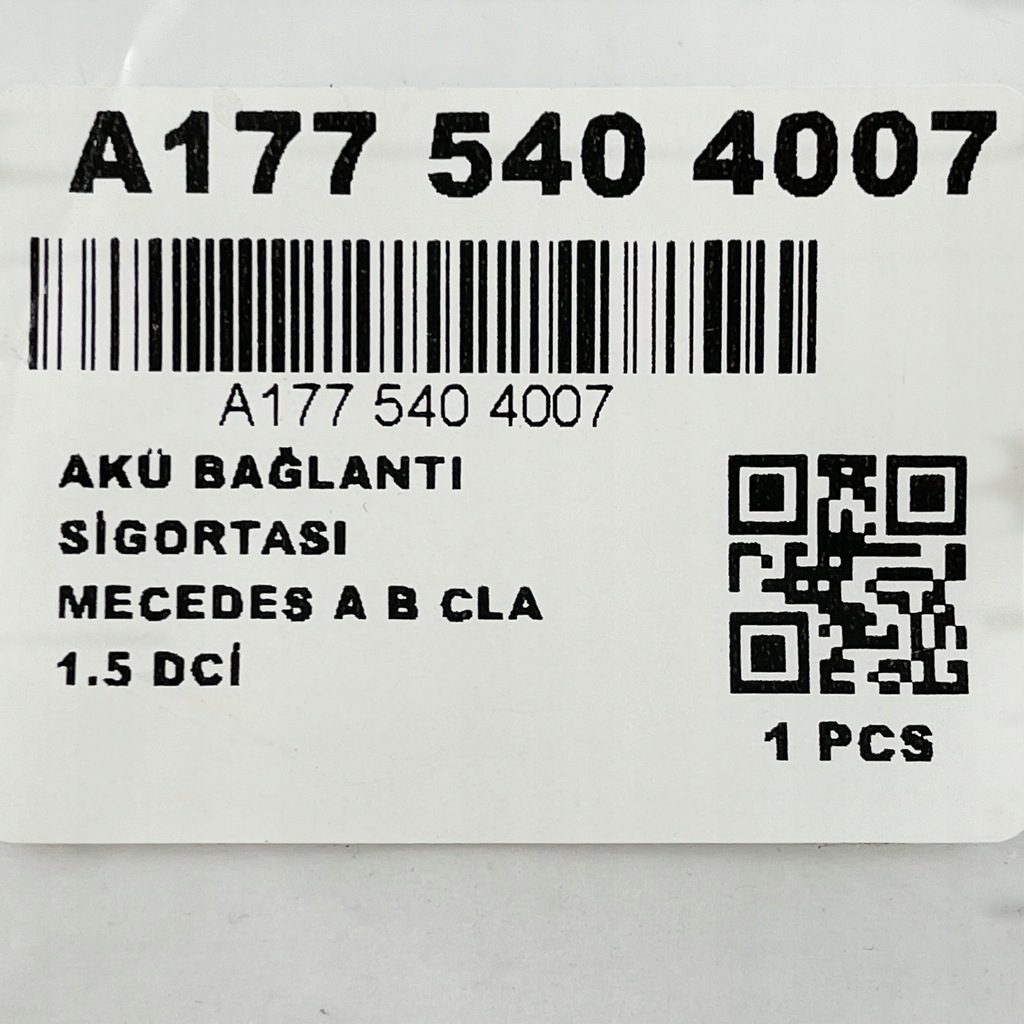 A177 540 4007
A177 540 4007
AKÜ BAĞLANTI
SİGORTASI
MECEDES A B CLA
1.5 DCİ
1 PCS